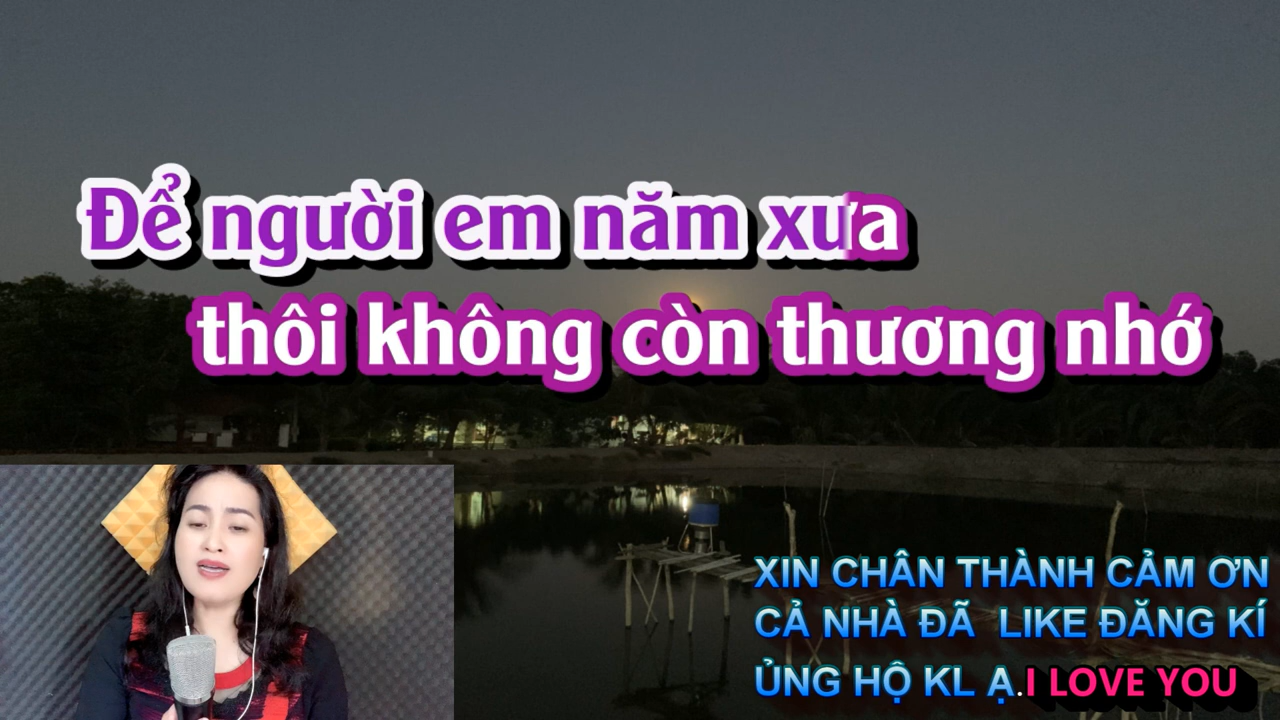 Để người em năm xưa
thôi không còn thương nhớ
XIN CHÂN THÀNH CẢM ƠN
CẢ NHÀ ĐÃ LIKE ĐĂNG KÍ
ỦNG HỘ KL Ạ.I LOVE YOU